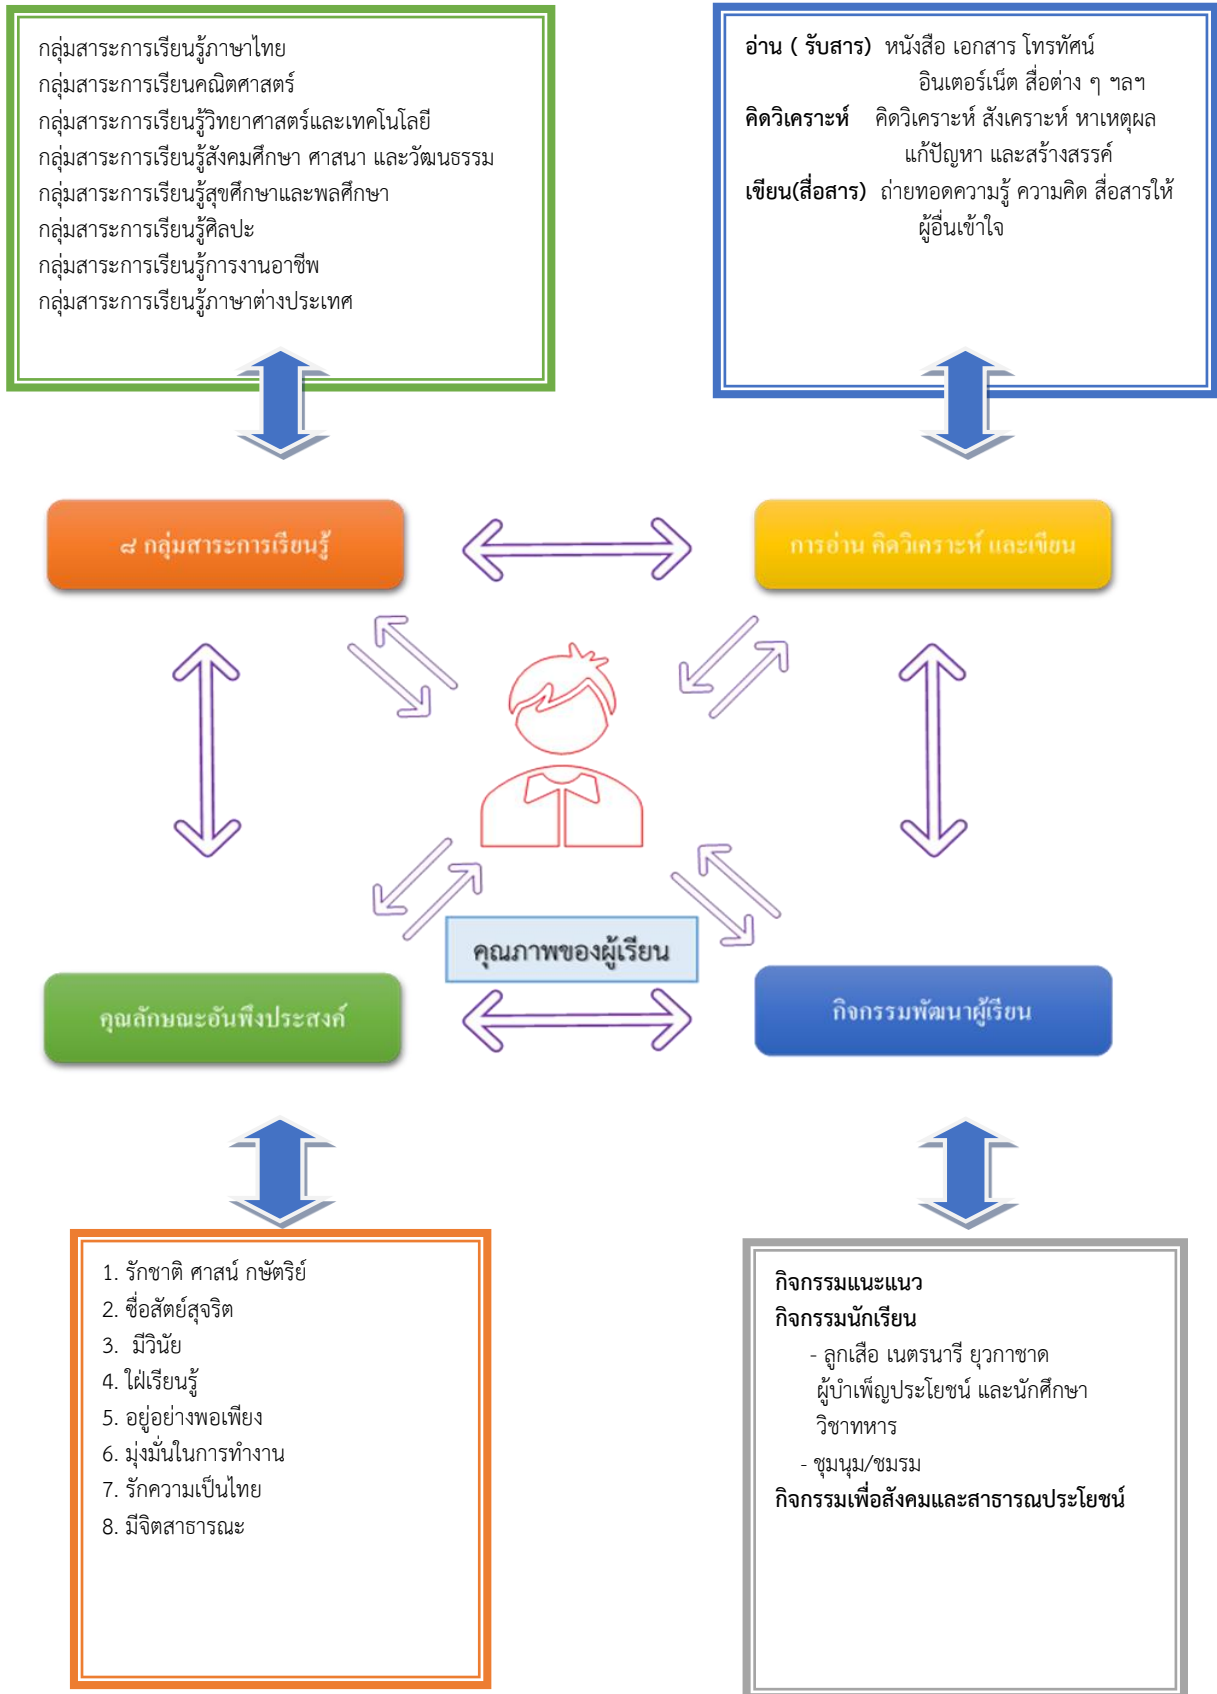 กลุ่มสาระการเรียนรู้ภาษาไทย
กลุ่มสาระการเรียนคณิตศาสตร์
กลุ่มสาระการเรียนรู้วิทยาศาสตร์และเทคโนโลยี
กลุ่มสาระการเรียนรู้สังคมศึกษา ศาสนา และวัฒนธรรม
กลุ่มสาระการเรียนรู้สุขศึกษาและพลศึกษา
กลุ่มสาระการเรียนรู้ศิลปะ
กลุ่มสาระการเรียนรู้การงานอาชีพ
กลุ่มสาระการเรียนรู้ภาษาต่างประเทศ
อ่าน ( รับสาร) หนังสือ เอกสาร โทรทัศน์
อินเตอร์เน็ต สื่อต่าง ๆ ฯลฯ
คิดวิเคราะห์ คิดวิเคราะห์ สังเคราะห์ หาเหตุผล
แก้ปัญหา และสร้างสรรค์
เขียน(สื่อสาร) ถ่ายทอดความรู้ ความคิด สื่อสารให้
ผู้อื่นเข้าใจ
๘ กลุ่มสาระการเรียนรู้
การอ่าน คิดวิเคราะห์ และเขียน
คุณภาพของผู้เรียน
คุณลักษณะอันพึงประสงค์
กิจกรรมพัฒนาผู้เรียน
1. รักชาติ ศาสน์ กษัตริย์
2. ซื่อสัตย์สุจริต
3. มีวินัย
4. ใฝ่เรียนรู้
5. อยู่อย่างพอเพียง
6. มุ่งมั่นในการทำงาน
7. รักความเป็นไทย
8. มีจิตสาธารณะ
กิจกรรมแนะแนว
กิจกรรมนักเรียน
- ลูกเสือ เนตรนารี ยุวกาชาด
ผู้บำเพ็ญประโยชน์ และนักศึกษา
วิชาทหาร
- ชุมนุม/ชมรม
กิจกรรมเพื่อสังคมและสาธารณประโยชน์